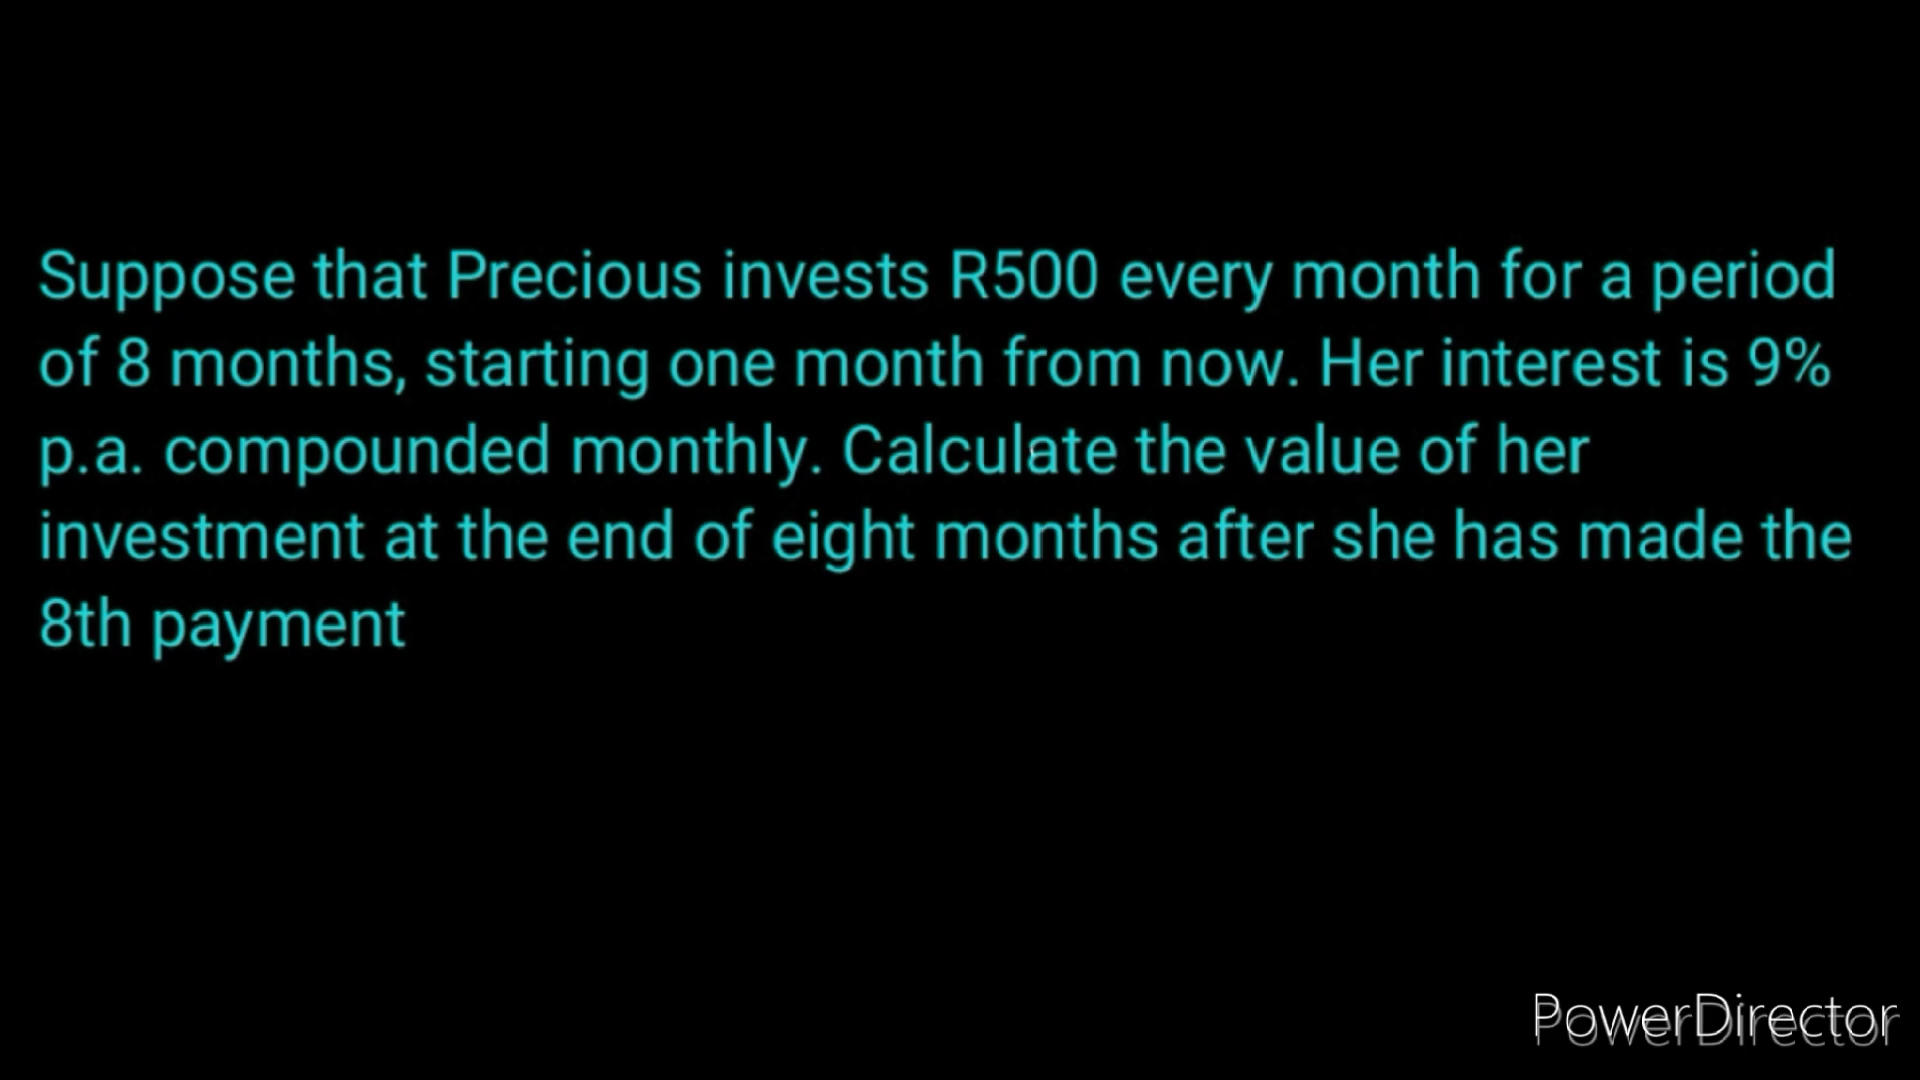 Suppose that Precious invests R500 every month for a period
of 8 months, starting one month from now. Her interest is 9%
p.a. compounded monthly. Calculate the value of her
investment at the end of eight months after she has made the
8th payment
PowerDirector